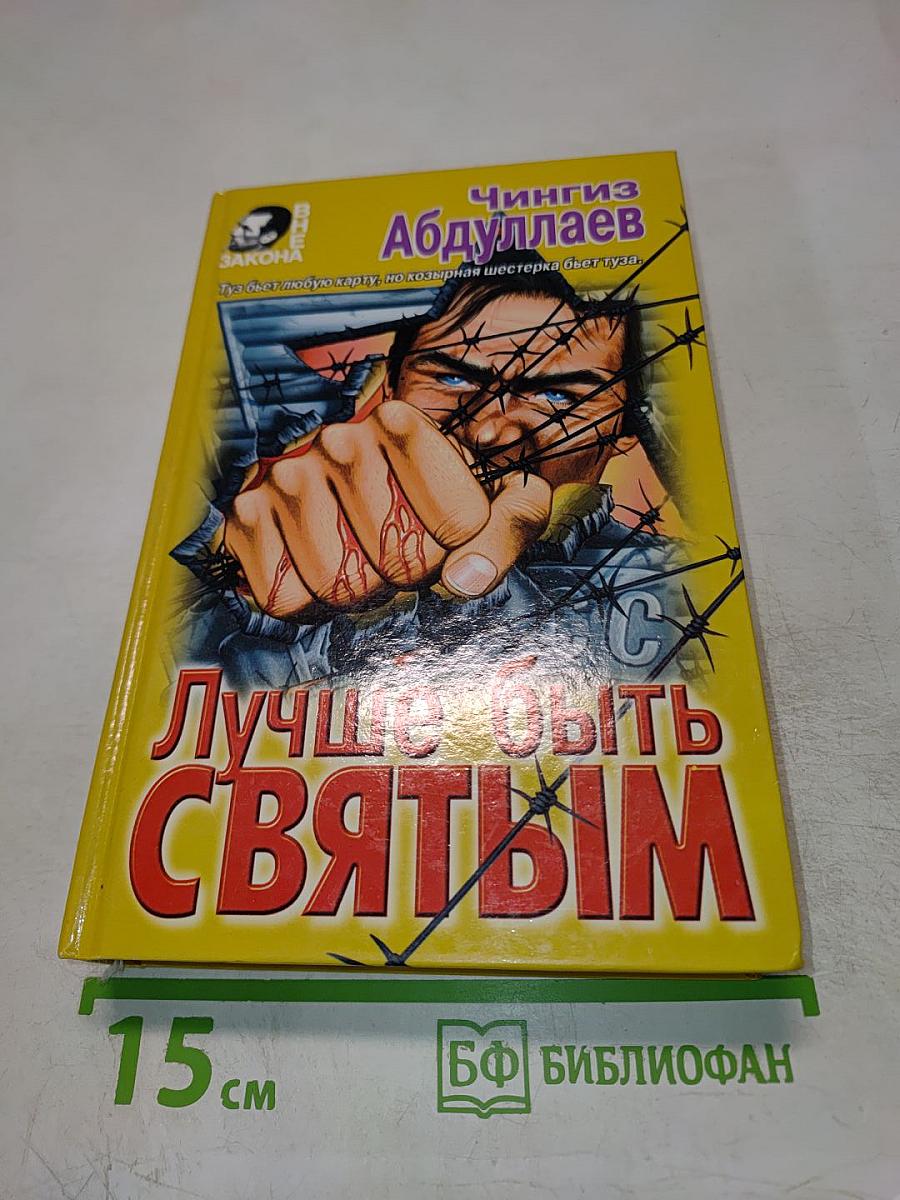 Чингиз
Абдуллаев
ВНЕ
ЗАКОНА
Туз бьет любую карту, но козырная шестерка бьет туза.
С
Лучше быть
СВЯТЫМ
15 см
БФ БИБЛИОФАН